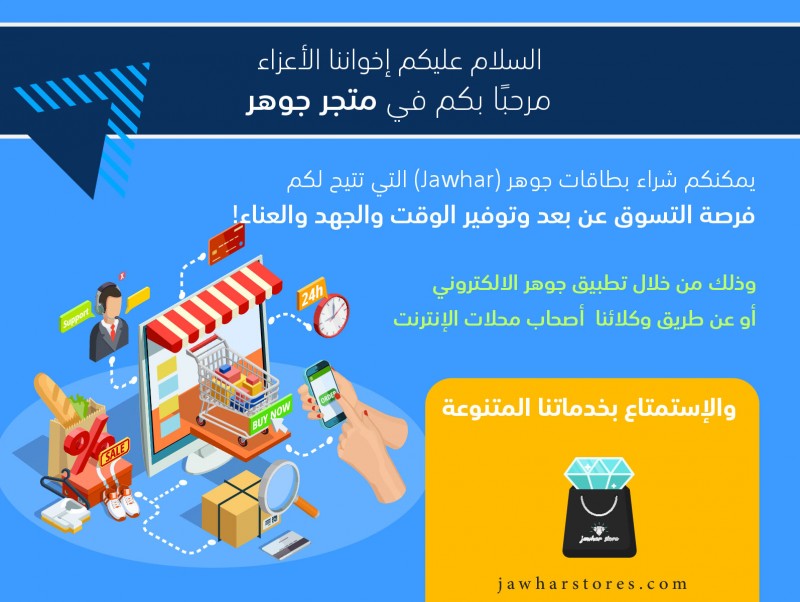 السلام عليكم إخواننا الأعزاء
مرحبًا بكم في متجر جوهر
يمكنكم شراء بطاقات جوهر (Jawhar) التي تتيح لكم
فرصة التسوق عن بعد وتوفير الوقت والجهد والعناء!
وذلك من خلال تطبيق جوهر الالكتروني
أو عن طريق وكلائنا أصحاب محلات الإنترنت
Support
24h
ORDER
BUY NOW
%
SALE
والإستمتاع بخدماتنا المتنوعة
jawhar store
jawharstores.com